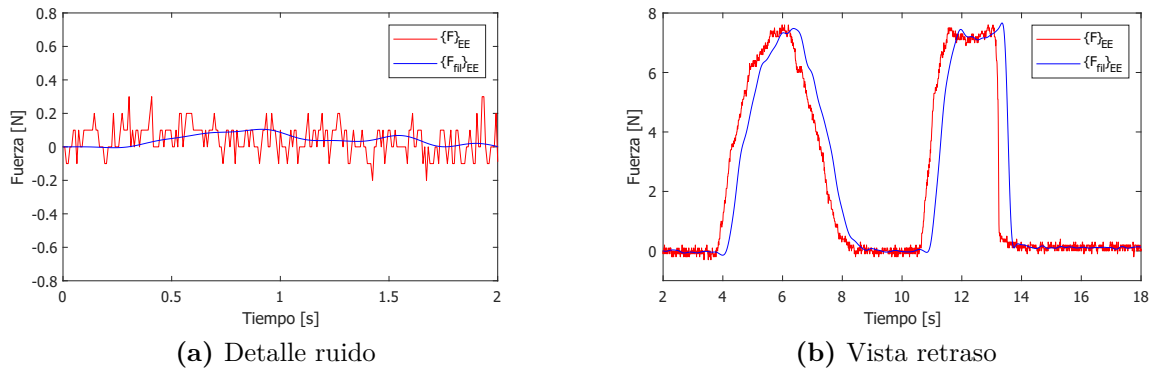 0.8
0.6
0.4
0.2
0
-0.2
-0.4
-0.6
-0.8
Fuerza [N]
0 0.5 1 1.5 2
Tiempo [s]
{F}EE
{Ffil}EE
(a) Detalle ruido
8
6
4
2
0
Fuerza [N]
2 4 6 8 10 12 14 16 18
Tiempo [s]
{F}EE
{Ffil}EE
(b) Vista retraso